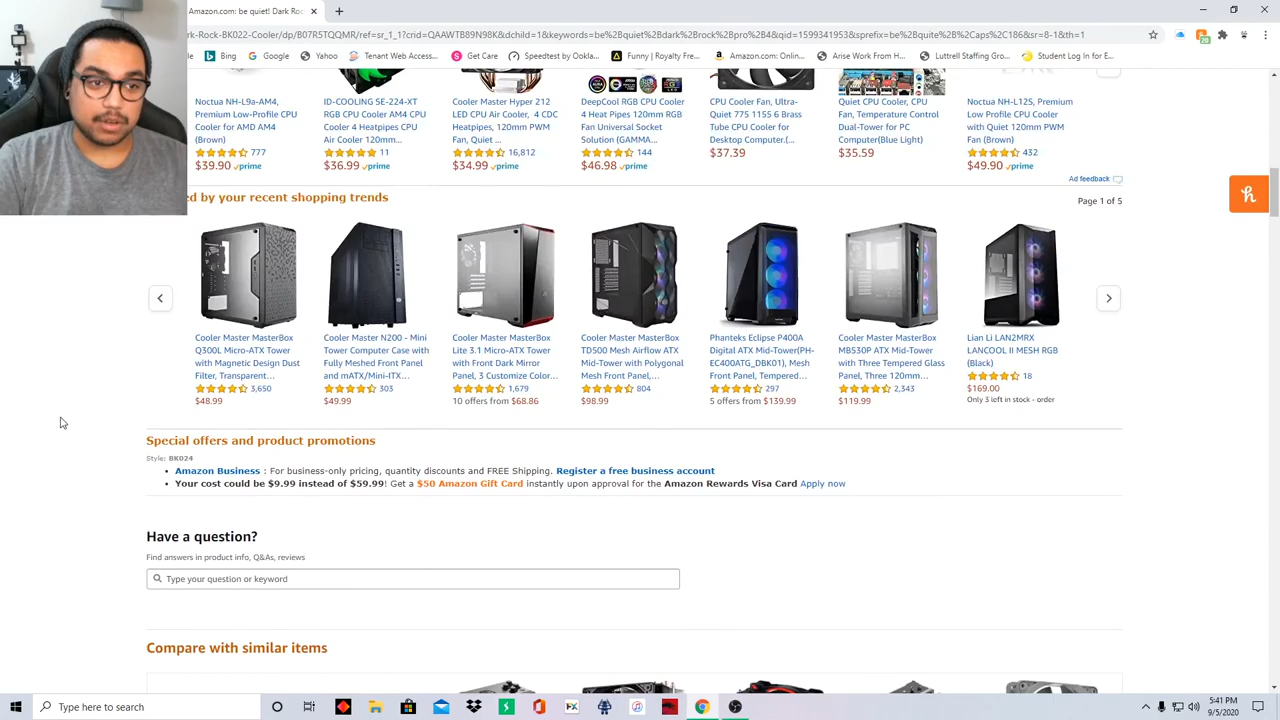 Amazon.com: be quiet! Dark Roc
-Dark-Rock-BK022-Cooler/dp/B07R5TQQMR/ref=sr_1_1?crid=QAAWTB89N98K&dchild=1&keywords=be%2Bquiet%2Bdark%2Brock%2Bpro%2B4&qid=1599341953&sprefix=be%2Bquite%2B%2Caps%2C186&sr=8-1&th=1
Bing
Google
Yahoo
Tenant Web Access...
Get Care
Speedtest by Ookla...
Funny | Royalty Fre...
Amazon.com: Onlin...
Arise Work From H...
Luttrell Staffing Gro...
Student Log In for E...
20
Noctua NH-L9a-AM4,
Premium Low-Profile CPU
Cooler for AMD AM4
(Brown)
777
$39.90 prime
ID-COOLING SE-224-XT
RGB CPU Cooler AM4 CPU
Cooler 4 Heatpipes CPU
Air Cooler 120mm...
11
$36.99 prime
Cooler Master Hyper 212
LED CPU Air Cooler, 4 CDC
Heatpipes, 120mm PWM
Fan, Quiet ...
16,812
$34.99 prime
DeepCool RGB CPU Cooler
4 Heat Pipes 120mm RGB
Fan Universal Socket
Solution (GAMMA...
144
$46.98 prime
CPU Cooler Fan, Ultra-
Quiet 775 1155 6 Brass
Tube CPU Cooler for
Desktop Computer.(...
$37.39
Quiet CPU Cooler, CPU
Fan, Temperature Control
Dual-Tower for PC
Computer(Blue Light)
$35.59
Noctua NH-L12S, Premium
Low Profile CPU Cooler
with Quiet 120mm PWM
Fan (Brown)
432
$49.90 prime
Ad feedback
ed by your recent shopping trends
Page 1 of 5
Cooler Master MasterBox
Q300L Micro-ATX Tower
with Magnetic Design Dust
Filter, Transparent...
3,650
$48.99
Cooler Master N200 - Mini
Tower Computer Case with
Fully Meshed Front Panel
and mATX/Mini-ITX...
303
$49.99
Cooler Master MasterBox
Lite 3.1 Micro-ATX Tower
with Front Dark Mirror
Panel, 3 Customize Color...
1,679
10 offers from $68.86
Cooler Master MasterBox
TD500 Mesh Airflow ATX
Mid-Tower with Polygonal
Mesh Front Panel,...
804
$98.99
Phanteks Eclipse P400A
Digital ATX Mid-Tower(PH-
EC400ATG_DBK01), Mesh
Front Panel, Tempered...
297
5 offers from $139.99
Cooler Master MasterBox
MB530P ATX Mid-Tower
with Three Tempered Glass
Panel, Three 120mm...
2,343
$119.99
Lian Li LAN2MRX
LANCOOL II MESH RGB
(Black)
18
$169.00
Only 3 left in stock - order
Special offers and product promotions
Style: BK024
Amazon Business : For business-only pricing, quantity discounts and FREE Shipping. Register a free business account
Your cost could be $9.99 instead of $59.99! Get a $50 Amazon Gift Card instantly upon approval for the Amazon Rewards Visa Card Apply now
Have a question?
Find answers in product info, Q&As, reviews
Type your question or keyword
Compare with similar items
Type here to search
5:41 PM
9/5/2020